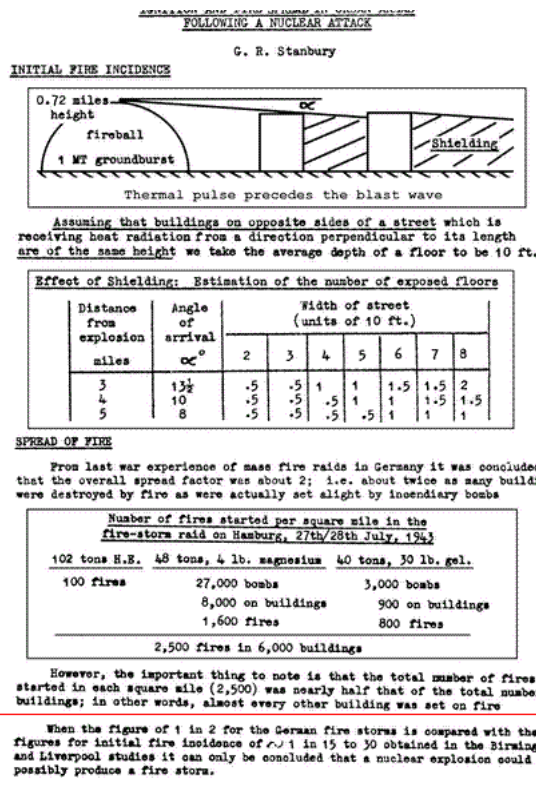 IGNITION AND FIRE SPREAD IN URBAN AREAS
FOLLOWING A NUCLEAR ATTACK
G. R. Stanbury
INITIAL FIRE INCIDENCE
0.72 miles
height
fireball
1 MT groundburst
∝
Shielding
Thermal pulse precedes the blast wave
Assuming that buildings on opposite sides of a street which is
receiving heat radiation from a direction perpendicular to its length
are of the same height we take the average depth of a floor to be 10 ft.
Effect of Shielding: Estimation of the number of exposed floors
Distance from explosion miles | Angle of arrival ∝° | Width of street (units of 10 ft.)
2 3 4 5 6 7 8
3 13½ .5 .5 1 1 1.5 1.5 2
4 10 .5 .5 .5 1 1 1.5 1.5
5 8 .5 .5 .5 .5 1 1 1
SPREAD OF FIRE
From last war experience of mass fire raids in Germany it was concluded
that the overall spread factor was about 2; i.e. about twice as many buildi
were destroyed by fire as were actually set alight by incendiary bombs
Number of fires started per square mile in the
fire-storm raid on Hamburg, 27th/28th July, 1943
102 tons H.E. 48 tons, 4 lb. magnesium 40 tons, 30 lb. gel.
100 fires 27,000 bombs 3,000 bombs
8,000 on buildings 900 on buildings
1,600 fires 800 fires
2,500 fires in 6,000 buildings
However, the important thing to note is that the total number of fires
started in each square mile (2,500) was nearly half that of the total numbe
buildings; in other words, almost every other building was set on fire
When the figure of 1 in 2 for the German fire storms is compared with the
figures for initial fire incidence of ~ 1 in 15 to 30 obtained in the Birming
and Liverpool studies it can only be concluded that a nuclear explosion could
possibly produce a fire storm.